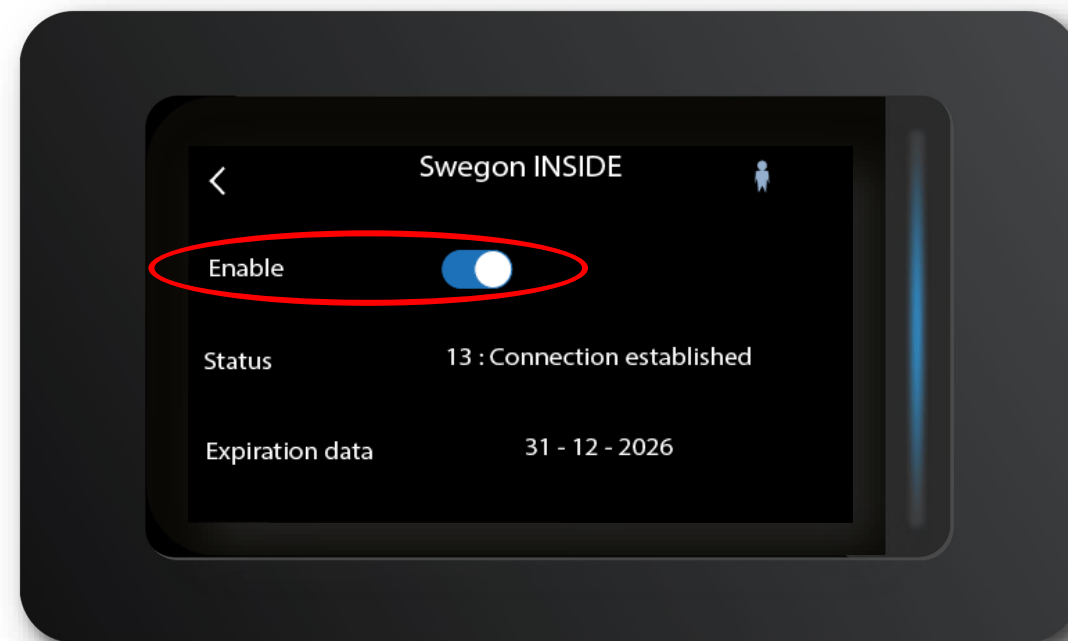 Swegon INSIDE
Enable
Status 13 : Connection established
Expiration data 31 - 12 - 2026